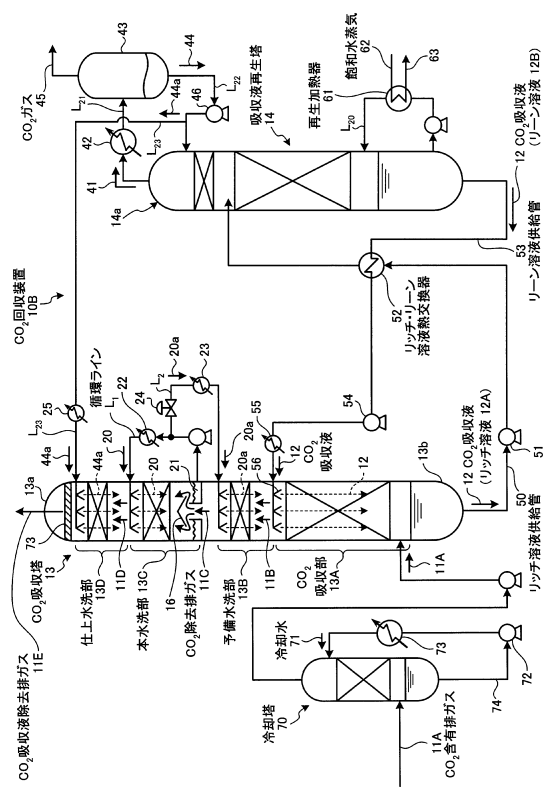 CO2吸収液除去排ガス
11E
CO2吸収塔
13
73
13a
44a
L23
25
CO2回収装置
10B
循環ライン
L1
22
24
L2
20a
23
20
仕上水洗部
13D
11D
44a
本水洗部
13C
16
20
21
CO2除去排ガス
11C
予備水洗部
13B
20a
20a
11B
56
55
12
CO2
吸収液
CO2
吸収部
13A
12
11A
13b
54
12 CO2吸収液
(リッチ溶液 12A)
50
リッチ溶液供給管
51
冷却塔
70
冷却水
71
73
72
74
11A
CO2含有排ガス
CO2ガス
45
43
44
L21
42
41
L23
44a
L22
46
14a
吸収液再生塔
14
L20
再生加熱器
61
飽和水蒸気
62
63
52
リッチ・リーン
溶液熱交換器
53
リーン溶液供給管
12 CO2吸収液
(リーン溶液 12B)